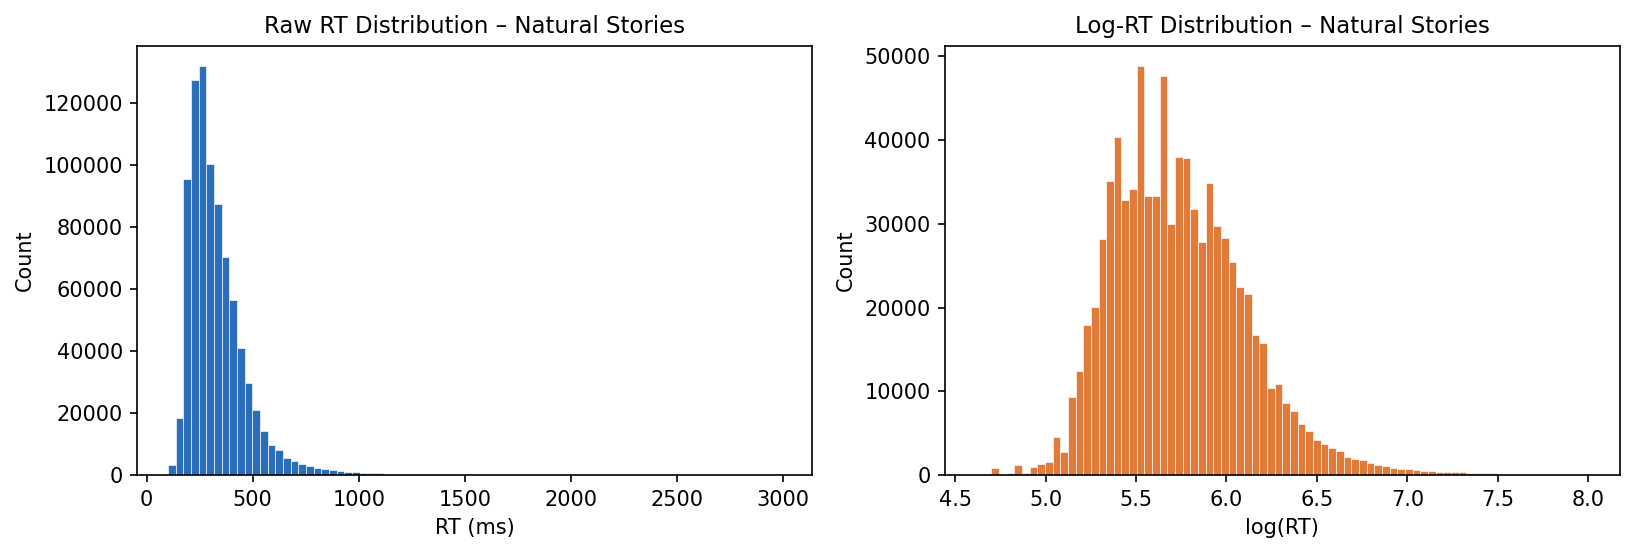 Raw RT Distribution – Natural Stories
Count
120000
100000
80000
60000
40000
20000
0
0 500 1000 1500 2000 2500 3000
RT (ms)
Log-RT Distribution – Natural Stories
Count
50000
40000
30000
20000
10000
0
4.5 5.0 5.5 6.0 6.5 7.0 7.5 8.0
log(RT)